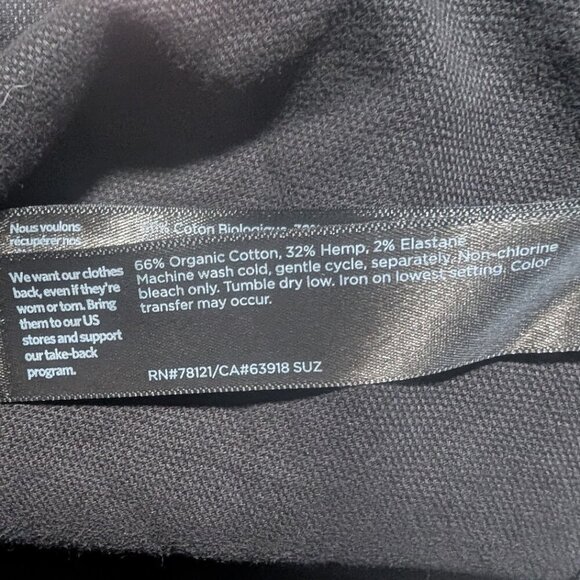 Nous voulons
récupérer nos
% Coton Biologique,
We want our clothes
back, even if they're
worn or torn. Bring
them to our US
stores and support
our take-back
program.
66% Organic Cotton, 32% Hemp, 2% Elastane
Machine wash cold, gentle cycle, separately. Non-chlorine
bleach only. Tumble dry low. Iron on lowest setting. Color
transfer may occur.
RN#78121/CA#63918 SUZ